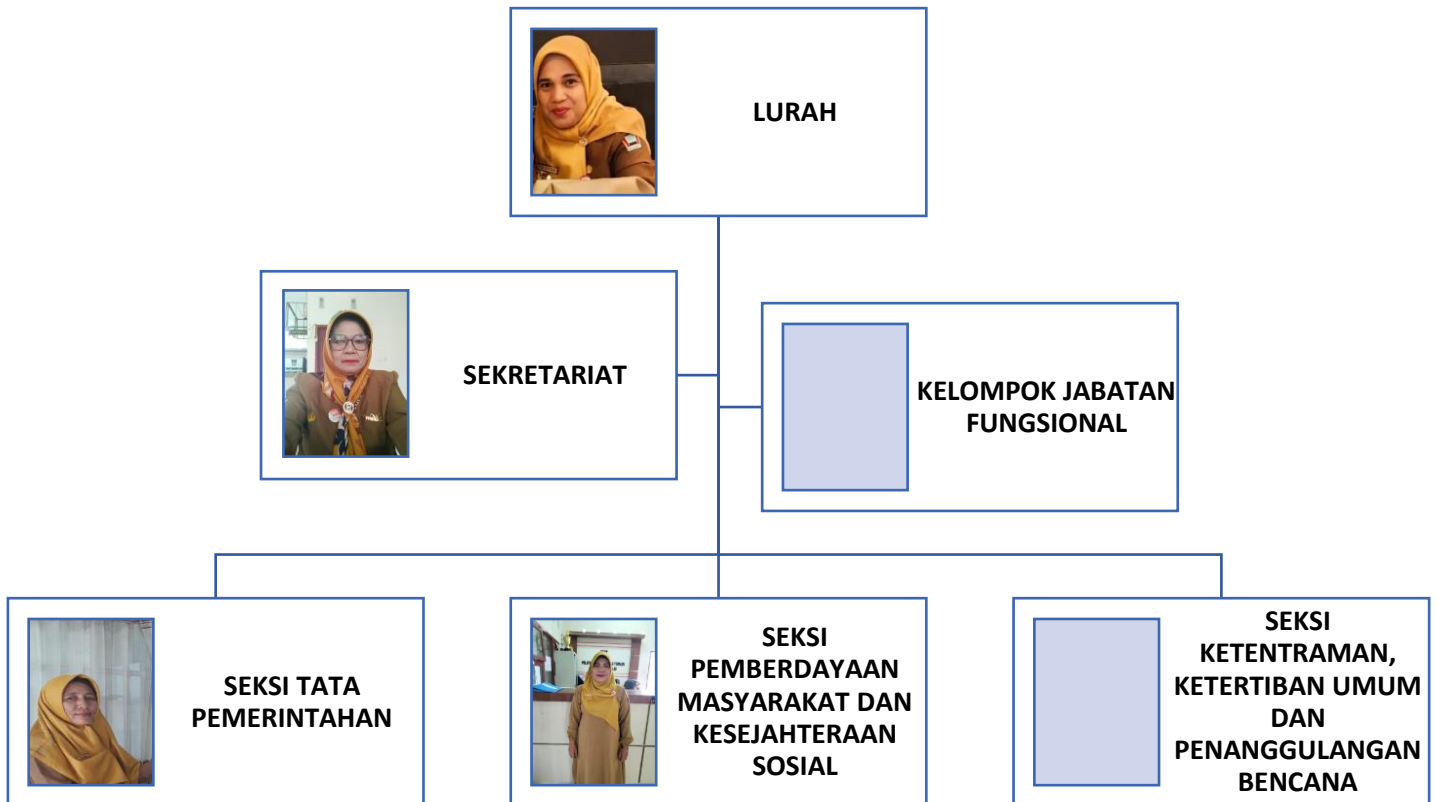 LURAH
SEKRETARIAT
KELOMPOK JABATAN
FUNGSIONAL
SEKSI TATA
PEMERINTAHAN
SEKSI
PEMBERDAYAAN
MASYARAKAT DAN
KESEJAHTERAAN
SOSIAL
SEKSI
KETENTRAMAN,
KETERTIBAN UMUM
DAN
PENANGGULANGAN
BENCANA